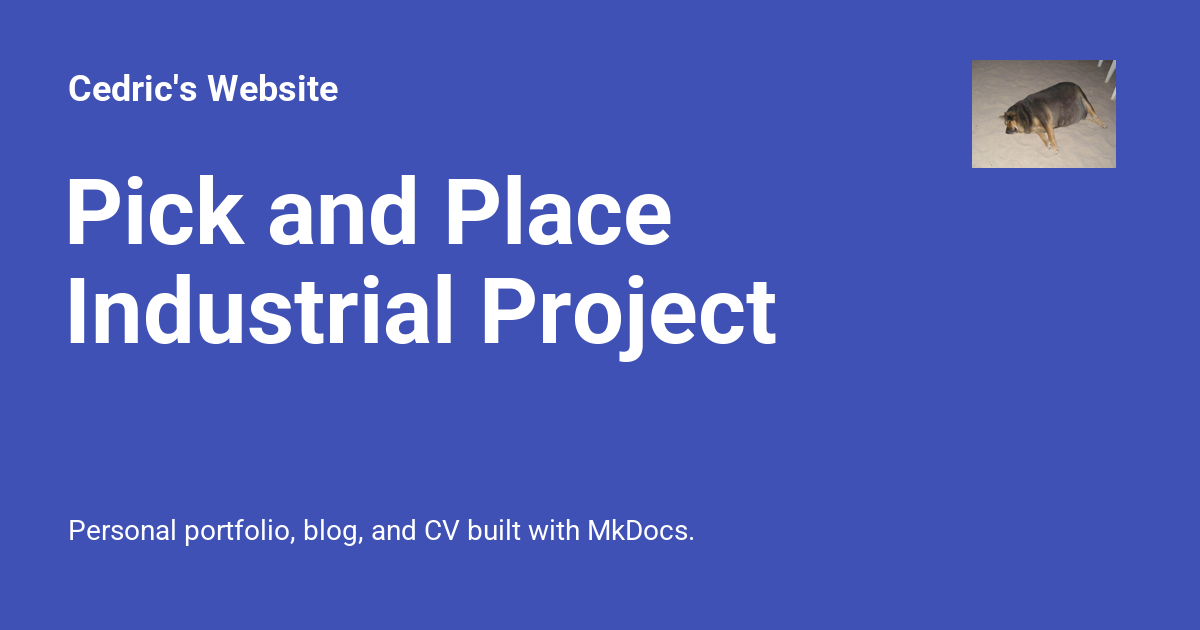 Cedric's Website
Pick and Place
Industrial Project
Personal portfolio, blog, and CV built with MkDocs.